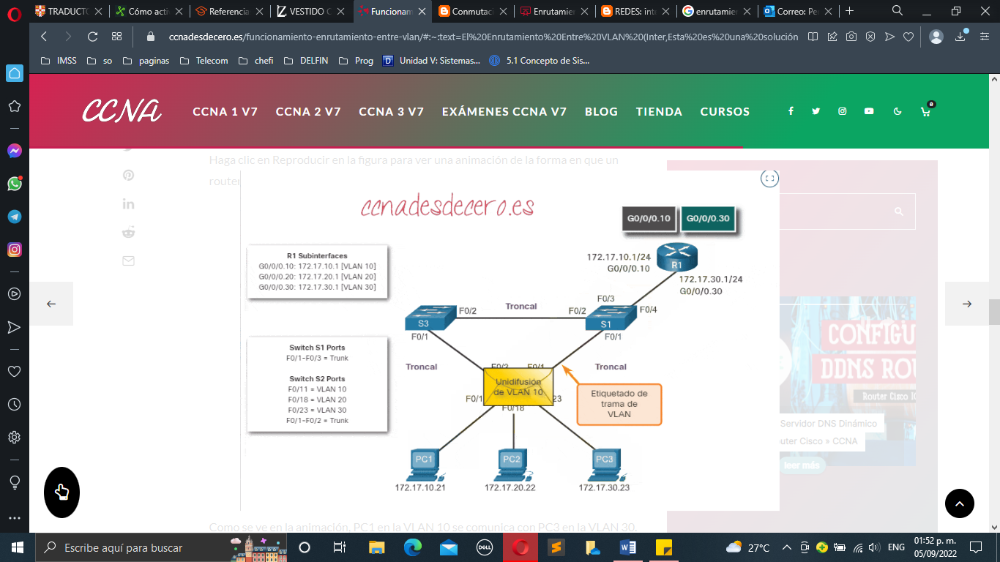 TRADUCTO
Cómo activ
Referencia
VESTIDO C
Funcionam
Conmutaci
Enrutamie
REDES: inte
enrutamier
Correo: Pe
ccnadesdecero.es/funcionamiento-enrutamiento-entre-vlan/#:~:text=El%20Enrutamiento%20Entre%20VLAN%20(Inter,Esta%20es%20una%20solución
IMSS
so
paginas
Telecom
chefi
DELFIN
Prog
Unidad V: Sistemas...
5.1 Concepto de Sis...
CCNA
CCNA 1 V7
CCNA 2 V7
CCNA 3 V7
EXÁMENES CCNA V7
BLOG
TIENDA
CURSOS
0
Haga clic en Reproducir en la figura para ver una animación de la forma en que un
router
ccnadesdecero.es
G0/0/0.10
G0/0/0.30
R1 Subinterfaces
G0/0/0.10: 172.17.10.1 [VLAN 10]
G0/0/0.20: 172.17.20.1 [VLAN 20]
G0/0/0.30: 172.17.30.1 [VLAN 30]
172.17.10.1/24
G0/0/0.10
R1
172.17.30.1/24
G0/0/0.30
S3
F0/2
Troncal
F0/2
F0/3
S1
F0/4
F0/1
F0/1
Switch S1 Ports
F0/1-F0/3 = Trunk
Switch S2 Ports
F0/11 = VLAN 10
F0/18 = VLAN 20
F0/23 = VLAN 30
F0/1-F0/2 = Trunk
Troncal
F0/2
F0/1
Troncal
Unidifusión
de VLAN 10
F0/1
23
F0/18
Etiquetado de
trama de
VLAN
PC1
PC2
PC3
172.17.10.21
172.17.20.22
172.17.30.23
CONFIGU
DDNS ROU
Router Cisco IO
Servidor DNS Dinámico
uter Cisco » CCNA
leer más
Como se ve en la animación, PC1 en la VLAN 10 se comunica con PC3 en la VLAN 30.
Escribe aquí para buscar
DELL
27°C
ENG
01:52 p. m.
05/09/2022